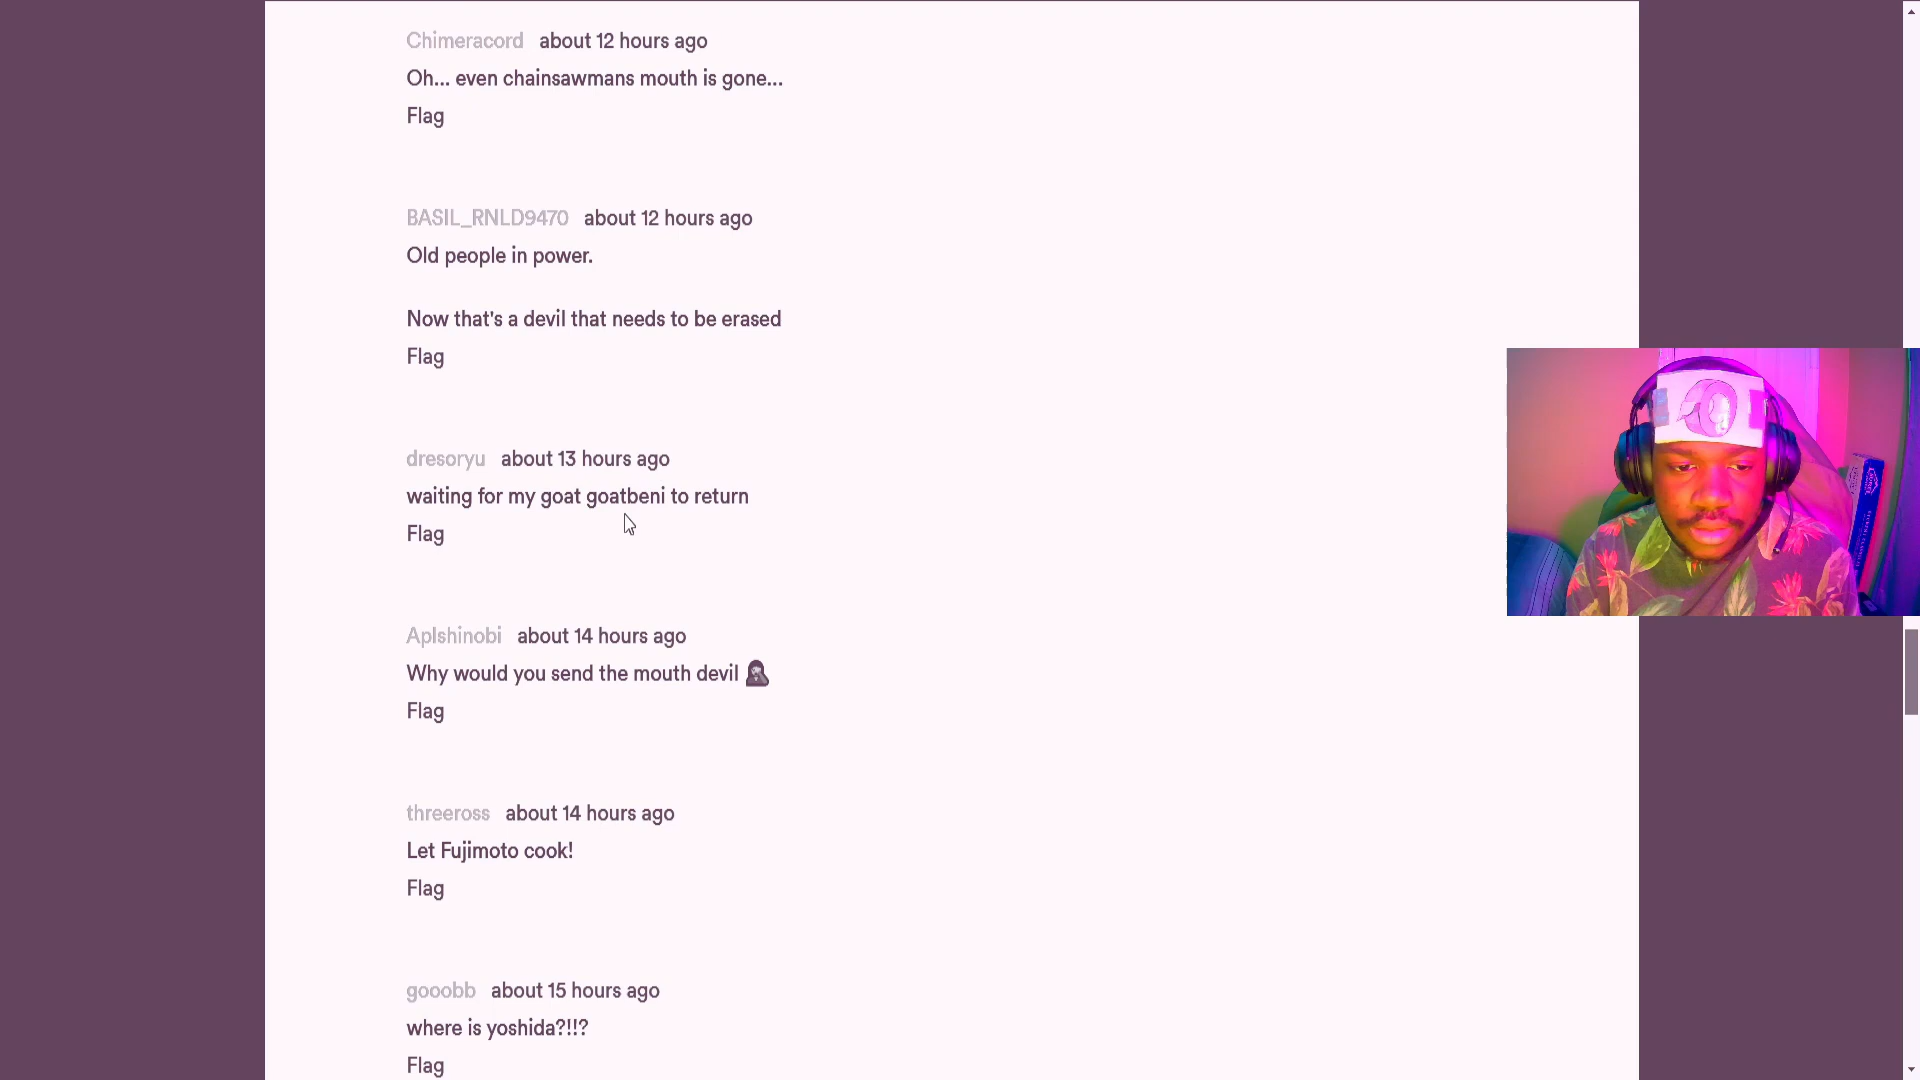 Chimeracord about 12 hours ago
Oh... even chainsawmans mouth is gone...
Flag
BASIL_RNLD9470 about 12 hours ago
Old people in power.
Now that's a devil that needs to be erased
Flag
dresoryu about 13 hours ago
waiting for my goat goatbeni to return
Flag
Aplshinobi about 14 hours ago
Why would you send the mouth devil
Flag
threeross about 14 hours ago
Let Fujimoto cook!
Flag
gooobb about 15 hours ago
where is yoshida?!!?
Flag